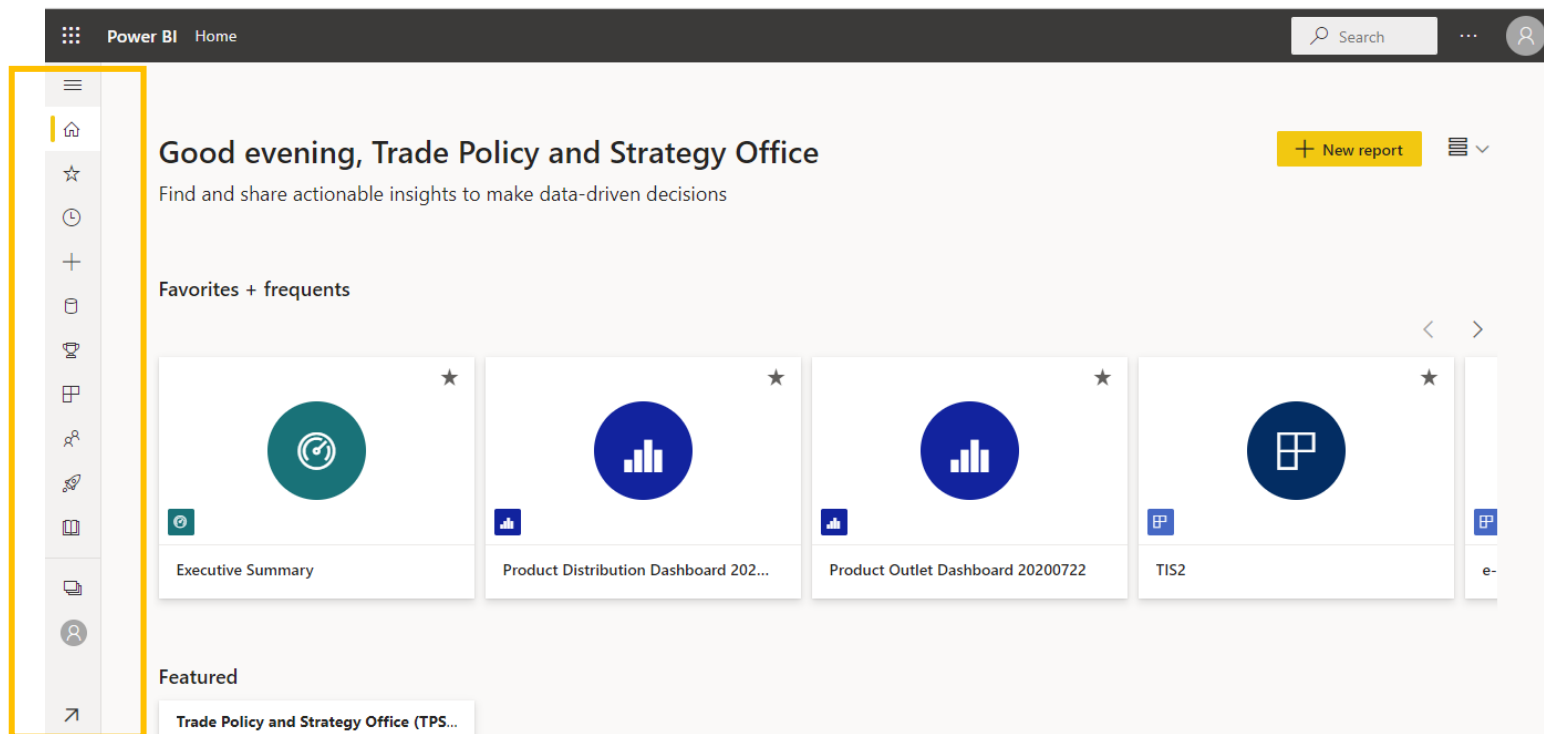 Power BI Home
Search
Good evening, Trade Policy and Strategy Office
+ New report
Find and share actionable insights to make data-driven decisions
Favorites + frequents
Executive Summary
Product Distribution Dashboard 202...
Product Outlet Dashboard 20200722
TIS2
e-
Featured
Trade Policy and Strategy Office (TPS...